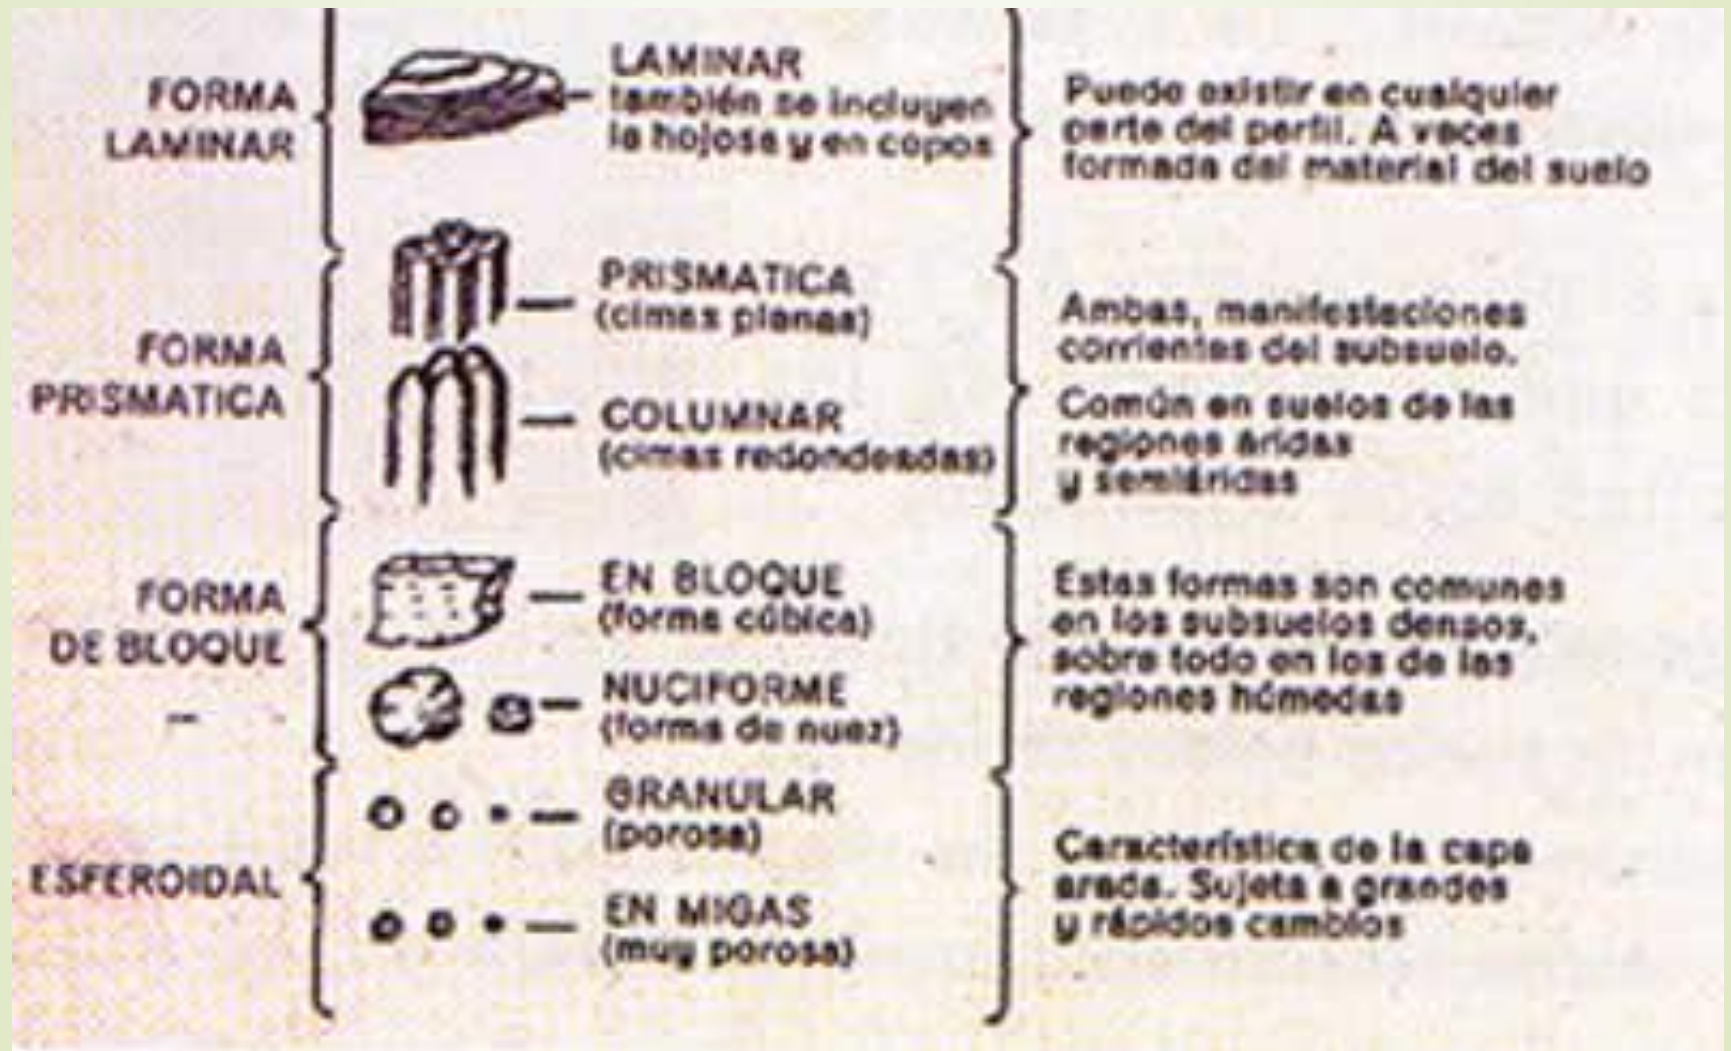 FORMA
LAMINAR
LAMINAR
también se incluyen
la hojosa y en copos
Puede existir en cualquier
parte del perfil. A veces
formada del material del suelo
FORMA
PRISMATICA
PRISMATICA
(cimas planas)
COLUMNAR
(cimas redondeadas)
Ambas, manifestaciones
corrientes del subsuelo.
Común en suelos de las
regiones áridas
y semiáridas
FORMA
DE BLOQUE
EN BLOQUE
(forma cúbica)
NUCIFORME
(forma de nuez)
Estas formas son comunes
en los subsuelos densos,
sobre todo en los de las
regiones húmedas
ESFEROIDAL
GRANULAR
(porosa)
EN MIGAS
(muy porosa)
Característica de la capa
arada. Sujeta a grandes
y rápidos cambios